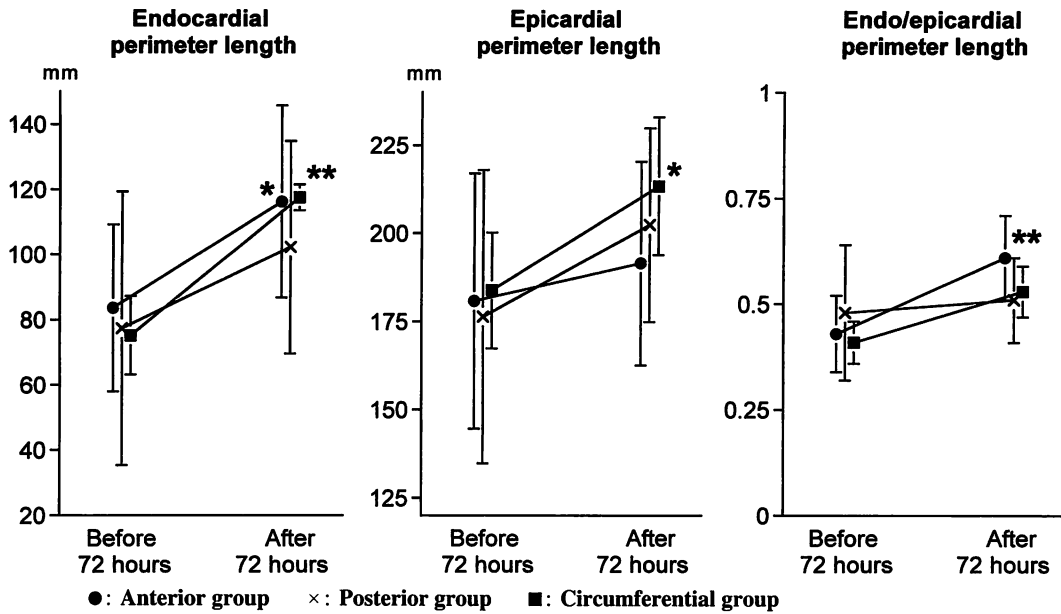 Endocardial
perimeter length
mm
140
120
100
80
60
40
20
* **
Before
72 hours
After
72 hours
Epicardial
perimeter length
mm
225
200
175
150
125
*
Before
72 hours
After
72 hours
Endo/epicardial
perimeter length
1
0.75
0.5
0.25
0
**
Before
72 hours
After
72 hours
●: Anterior group ×: Posterior group ■: Circumferential group